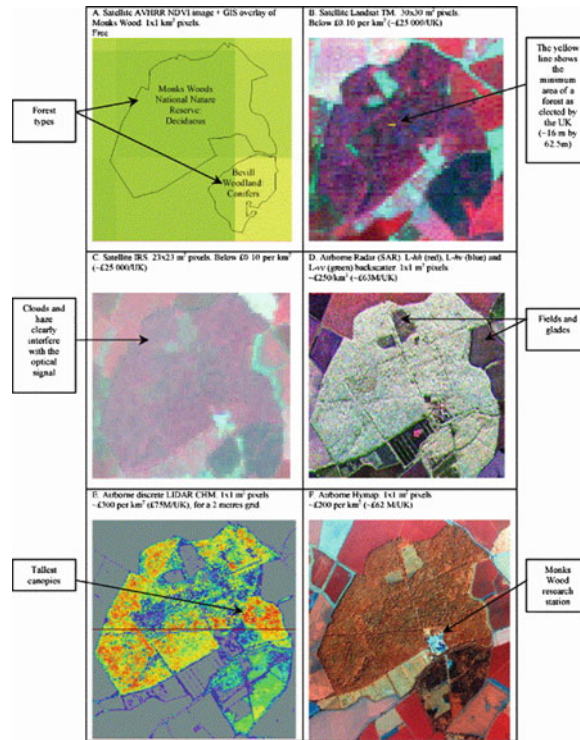 A. Satellite AVHRR NDVI image + GIS overlay of
Monks Wood 1x1 km² pixels.
Free
B. Satellite Landsat TM. 30x30 m² pixels.
Below £0.10 per km² (~£25 000/UK)
Forest
types
Monks Woods
National Nature
Reserve:
Deciduous
Bevill
Woodland:
Conifers
The yellow
line shows
the
minimum
area of a
forest as
elected by
the UK
(~16 m by
62.5m)
C. Satellite IRS. 23x23 m² pixels. Below £0.10 per km²
(~£25 000/UK)
D. Airborne Radar (SAR). L-hh (red), L-hv (blue) and
L-vv (green) backscatter. 1x1 m² pixels
~£250/km² (~£63M/UK)
Clouds and
haze
clearly
interfere
with the
optical
signal
Fields and
glades
E. Airborne discrete LIDAR CHM. 1x1 m² pixels
~£300 per km² (£75M/UK), for a 2 metres grid.
F. Airborne Hymap. 1x1 m² pixels
~£200 per km² (~£62 M/UK)
Tallest
canopies
Monks
Wood
research
station